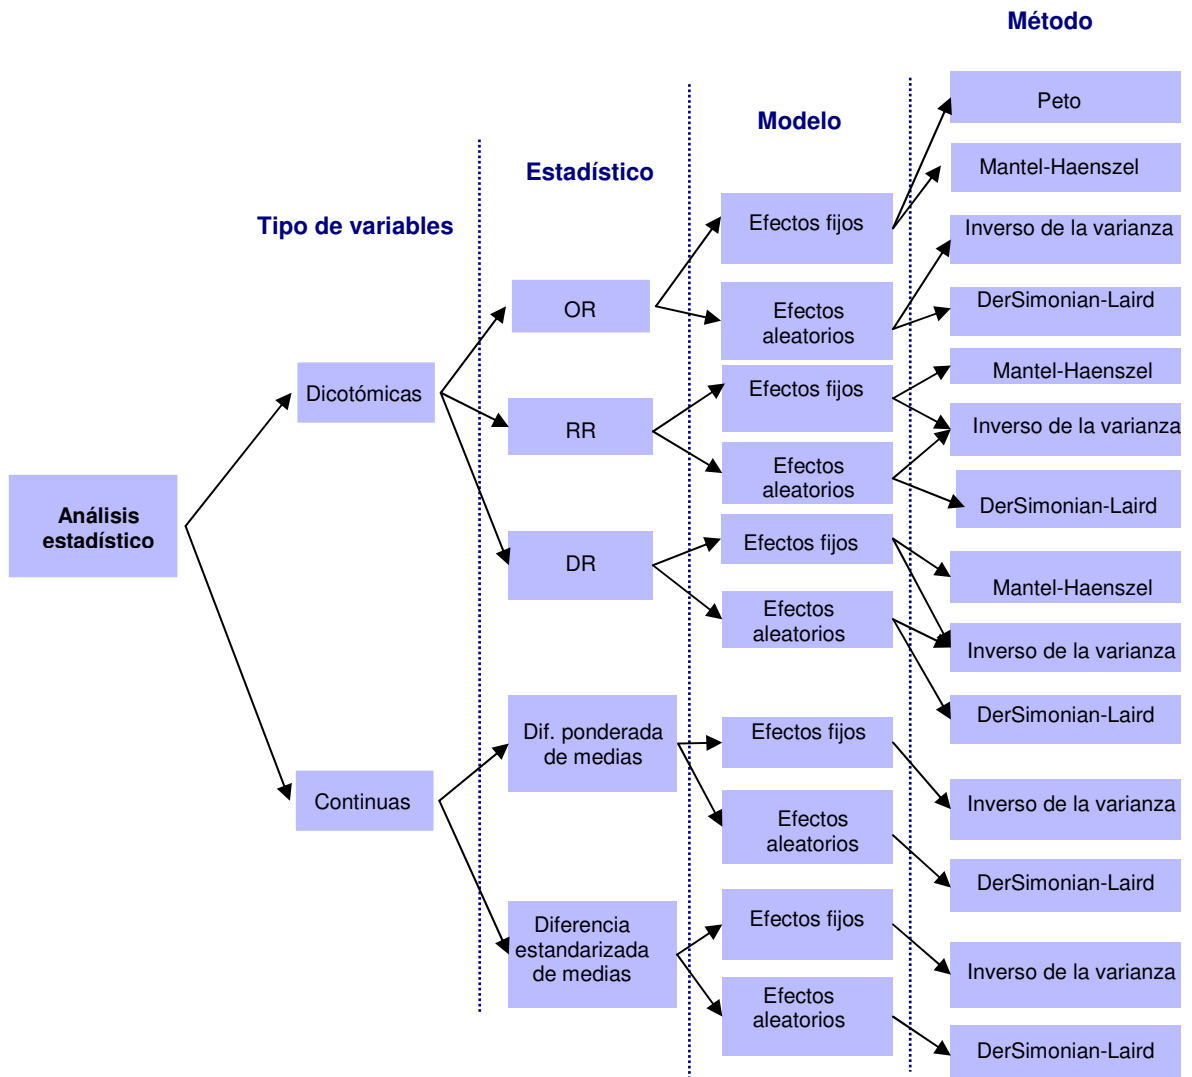 Método
Modelo
Estadístico
Tipo de variables
Análisis
estadístico
Dicotómicas
Continuas
OR
RR
DR
Dif. ponderada
de medias
Diferencia
estandarizada
de medias
Efectos fijos
Efectos
aleatorios
Efectos fijos
Efectos
aleatorios
Efectos fijos
Efectos
aleatorios
Efectos fijos
Efectos
aleatorios
Efectos fijos
Efectos
aleatorios
Peto
Mantel-Haenszel
Inverso de la varianza
DerSimonian-Laird
Mantel-Haenszel
Inverso de la varianza
DerSimonian-Laird
Mantel-Haenszel
Inverso de la varianza
DerSimonian-Laird
Inverso de la varianza
DerSimonian-Laird
Inverso de la varianza
DerSimonian-Laird